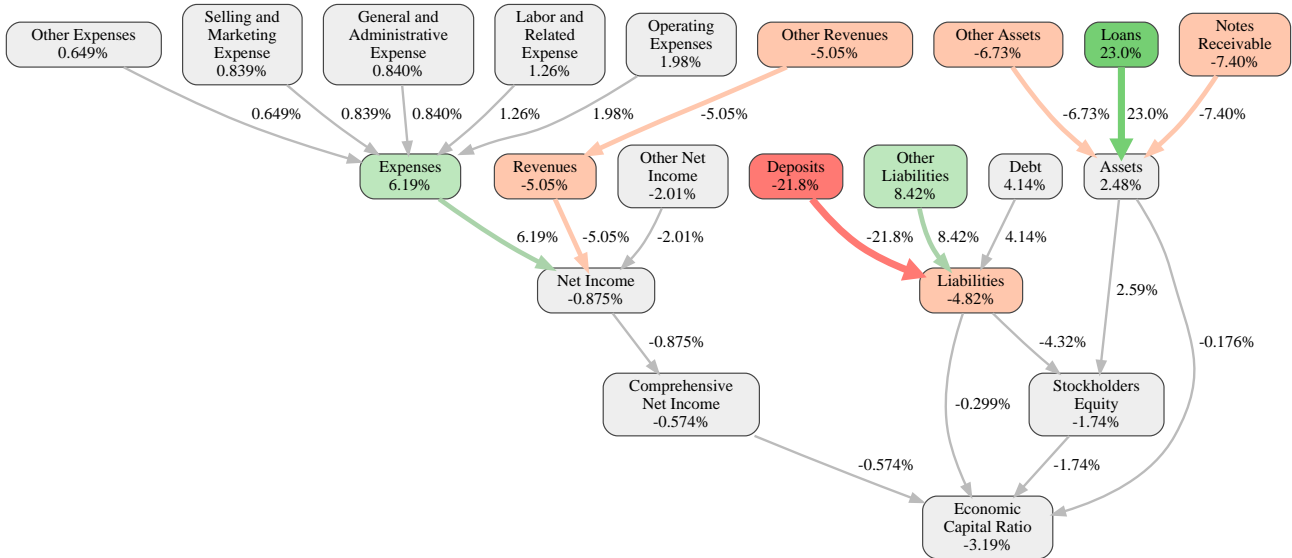 Other Expenses
0.649%
Selling and
Marketing
Expense
0.839%
General and
Administrative
Expense
0.840%
Labor and
Related
Expense
1.26%
Operating
Expenses
1.98%
Other Revenues
-5.05%
Other Assets
-6.73%
Loans
23.0%
Notes
Receivable
-7.40%
0.649%
0.839%
0.840%
1.26%
1.98%
-5.05%
-6.73%
23.0%
-7.40%
Expenses
6.19%
Revenues
-5.05%
Other Net
Income
-2.01%
Deposits
-21.8%
Other
Liabilities
8.42%
Debt
4.14%
Assets
2.48%
6.19%
-5.05%
-2.01%
-21.8%
8.42%
4.14%
Net Income
-0.875%
Liabilities
-4.82%
2.59%
-0.875%
-4.32%
-0.176%
Comprehensive
Net Income
-0.574%
-0.299%
Stockholders
Equity
-1.74%
-0.574%
-1.74%
Economic
Capital Ratio
-3.19%